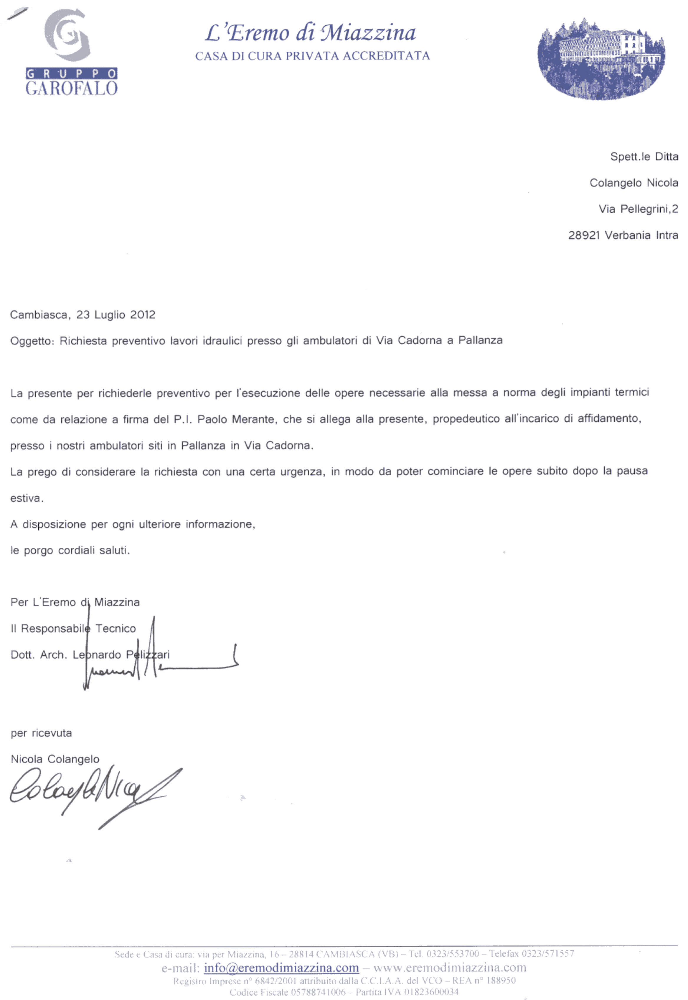 GRUPPO
GAROFALO
L'Eremo di Miazzina
CASA DI CURA PRIVATA ACCREDITATA
Spett.le Ditta
Colangelo Nicola
Via Pellegrini,2
28921 Verbania Intra
Cambiasca, 23 Luglio 2012
Oggetto: Richiesta preventivo lavori idraulici presso gli ambulatori di Via Cadorna a Pallanza
La presente per richiederle preventivo per l'esecuzione delle opere necessarie alla messa a norma degli impianti termici
come da relazione a firma del P.I. Paolo Merante, che si allega alla presente, propedeutico all'incarico di affidamento,
presso i nostri ambulatori siti in Pallanza in Via Cadorna.
La prego di considerare la richiesta con una certa urgenza, in modo da poter cominciare le opere subito dopo la pausa
estiva.
A disposizione per ogni ulteriore informazione,
le porgo cordiali saluti.
Per L'Eremo di Miazzina
Il Responsabile Tecnico
Dott. Arch. Leonardo Pelizzari
per ricevuta
Nicola Colangelo
Sede e Casa di cura: via per Miazzina, 16 – 28814 CAMBIASCA (VB) – Tel. 0323/553700 – Telefax 0323/571557
e-mail: info@eremodimiazzina.com – www.eremodimiazzina.com
Registro Imprese n° 6842/2001 attribuito dalla C.C.I.A.A. del VCO – REA n° 188950
Codice Fiscale 05788741006 – Partita IVA 01823600034